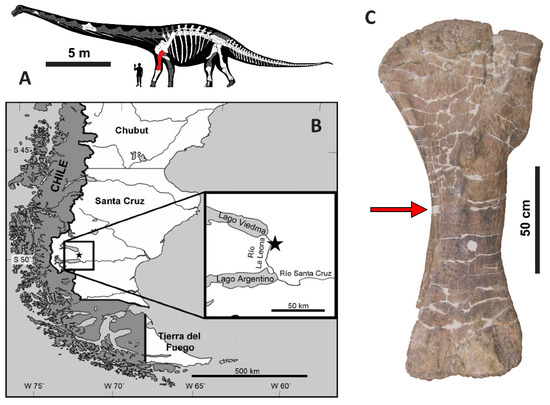 5 m
A
B
C
S 45˚
Chubut
CHILE
Santa Cruz
Lago Viedma
Río
La Leona
50 cm
S 50˚
Lago Argentino
Río Santa Cruz
50 km
Tierra del
Fuego
500 km
W 75˚
W 70˚
W 65˚
W 60˚